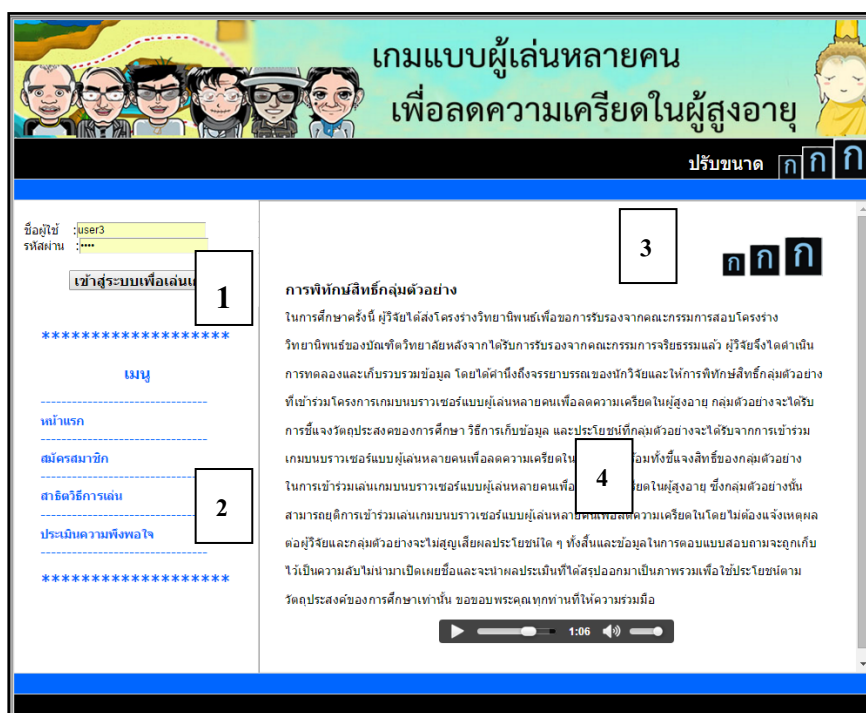 เกมแบบผู้เล่นหลายคน
เพื่อลดความเครียดในผู้สูงอายุ
ปรับขนาด ก ก ก
ชื่อผู้ใช้ :user3
รหัสผ่าน :••••
เข้าสู่ระบบเพื่อเล่นเก
1
********************
เมนู
หน้าแรก
สมัครสมาชิก
สาธิตวิธีการเล่น
ประเมินความพึงพอใจ
2
********************
3
ก ก ก
การพิทักษ์สิทธิ์กลุ่มตัวอย่าง
ในการศึกษาครั้งนี้ ผู้วิจัยได้ส่งโครงร่างวิทยานิพนธ์เพื่อขอการรับรองจากคณะกรรมการสอบโครงร่าง
วิทยานิพนธ์ของบัณฑิตวิทยาลัยหลังจากได้รับการรับรองจากคณะกรรมการจริยธรรมแล้ว ผู้วิจัยจึงได้ดำเนิน
การทดลองและเก็บรวบรวมข้อมูล โดยได้คำนึงถึงจรรยาบรรณของนักวิจัยและให้การพิทักษ์สิทธิ์กลุ่มตัวอย่าง
ที่เข้าร่วมโครงการเกมบนบราวเซอร์แบบผู้เล่นหลายคนเพื่อลดความเครียดในผู้สูงอายุ กลุ่มตัวอย่างจะได้รับ
การชี้แจงวัตถุประสงค์ของการศึกษา วิธีการเก็บข้อมูล และประโยชน์ที่กลุ่มตัวอย่างจะได้รับจากการเข้าร่วม
เกมบนบราวเซอร์แบบผู้เล่นหลายคนเพื่อลดความเครียดใน ร้อมทั้งชี้แจงสิทธิ์ของกลุ่มตัวอย่าง
ในการเข้าร่วมเล่นเกมบนบราวเซอร์แบบผู้เล่นหลายคนเพื่อ ยดในผู้สูงอายุ ซึ่งกลุ่มตัวอย่างนั้น
4
สามารถยุติการเข้าร่วมเล่นเกมบนบราวเซอร์แบบผู้เล่นหลายคนเพื่อลดความเครียดในโดยไม่ต้องแจ้งเหตุผล
ต่อผู้วิจัยและกลุ่มตัวอย่างจะไม่สูญเสียผลประโยชน์ใด ๆ ทั้งสิ้นและข้อมูลในการตอบแบบสอบถามจะถูกเก็บ
ไว้เป็นความลับไม่นำมาเปิดเผยชื่อและจะนำผลประเมินที่ได้สรุปออกมาเป็นภาพรวมเพื่อใช้ประโยชน์ตาม
วัตถุประสงค์ของการศึกษาเท่านั้น ขอขอบพระคุณทุกท่านที่ให้ความร่วมมือ
1:06